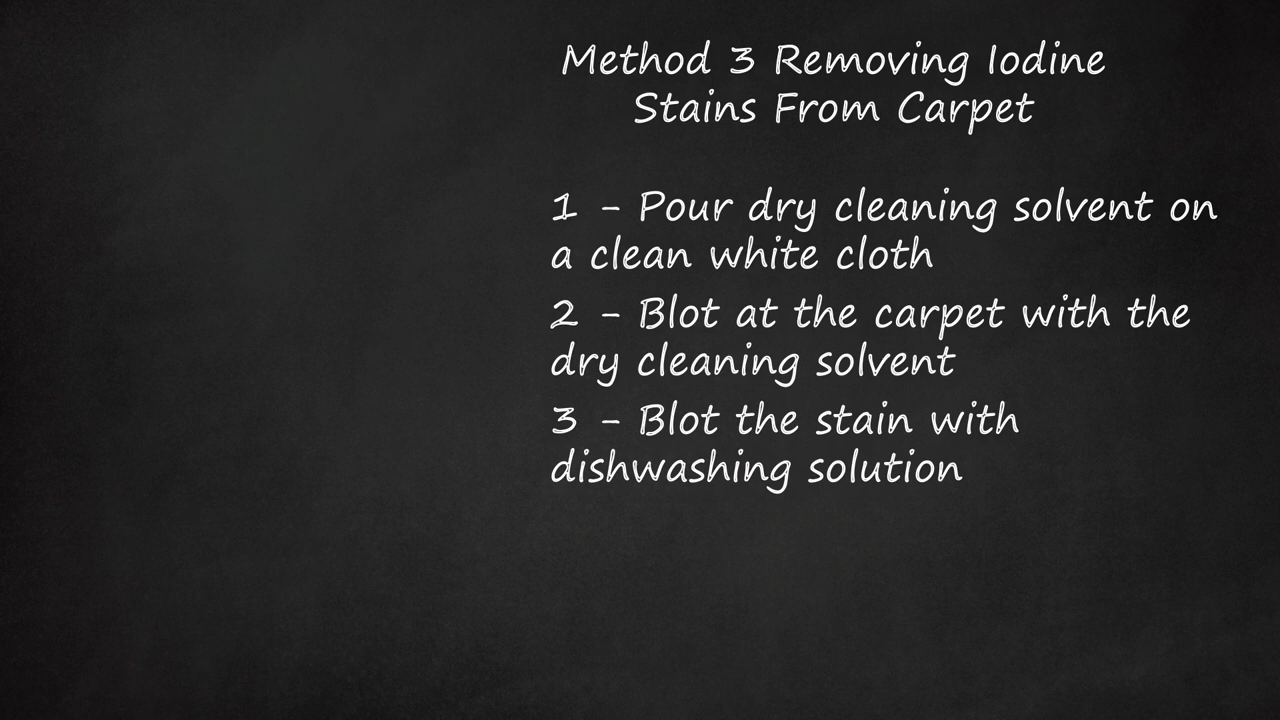 Method 3 Removing Iodine
Stains From Carpet
1 - Pour dry cleaning solvent on
a clean white cloth
2 - Blot at the carpet with the
dry cleaning solvent
3 - Blot the stain with
dishwashing solution